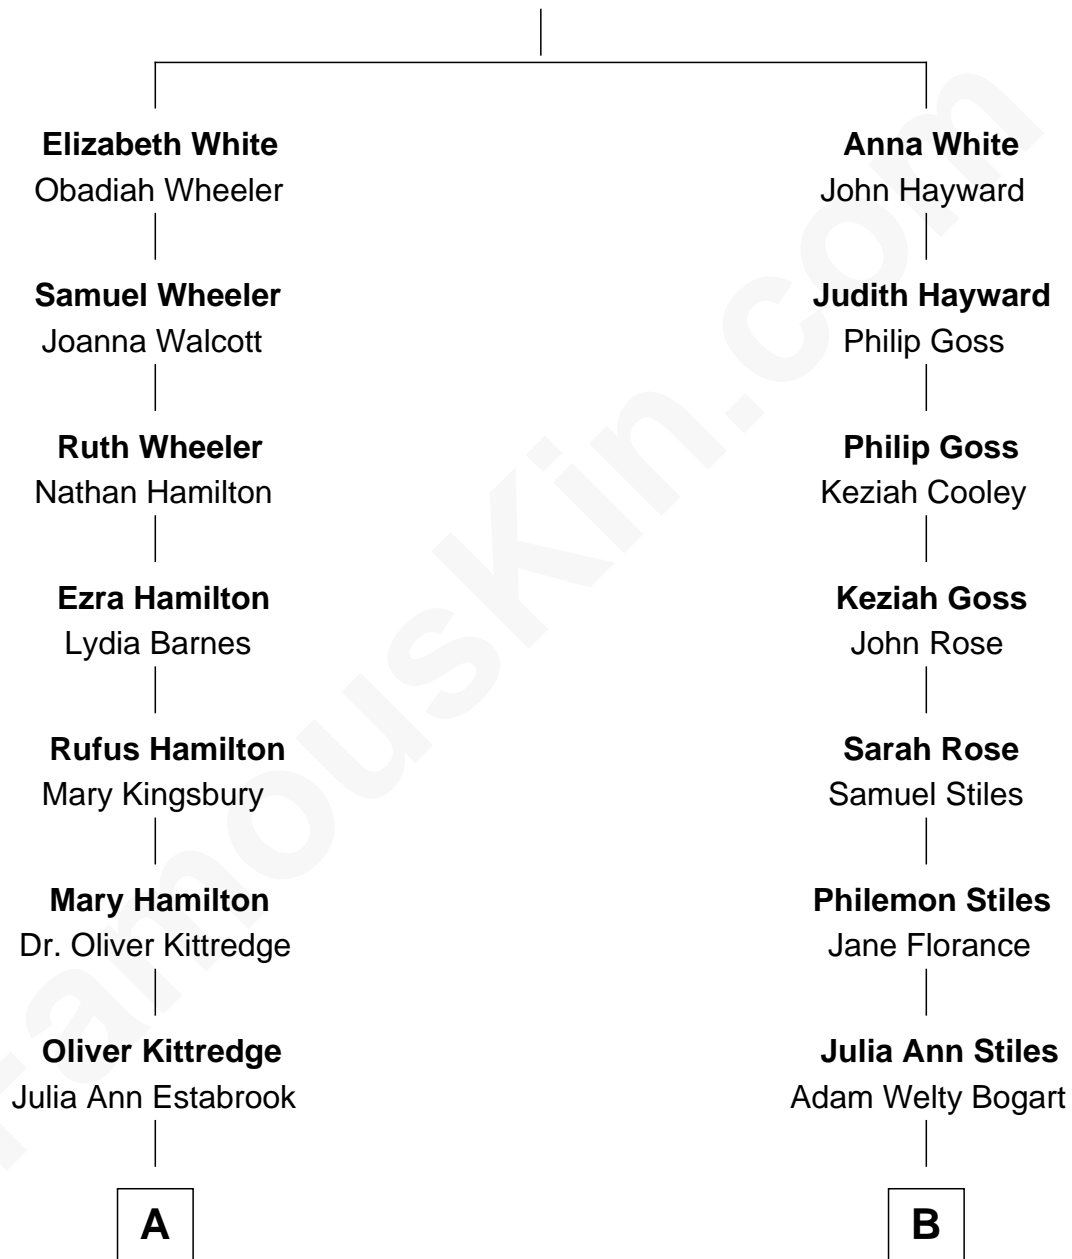 Elizabeth White
Obadiah Wheeler
Samuel Wheeler
Joanna Walcott
Ruth Wheeler
Nathan Hamilton
Ezra Hamilton
Lydia Barnes
Rufus Hamilton
Mary Kingsbury
Mary Hamilton
Dr. Oliver Kittredge
Oliver Kittredge
Julia Ann Estabrook
A
Anna White
John Hayward
Judith Hayward
Philip Goss
Philip Goss
Keziah Cooley
Keziah Goss
John Rose
Sarah Rose
Samuel Stiles
Philemon Stiles
Jane Florance
Julia Ann Stiles
Adam Welty Bogart
B
FamousKin.com